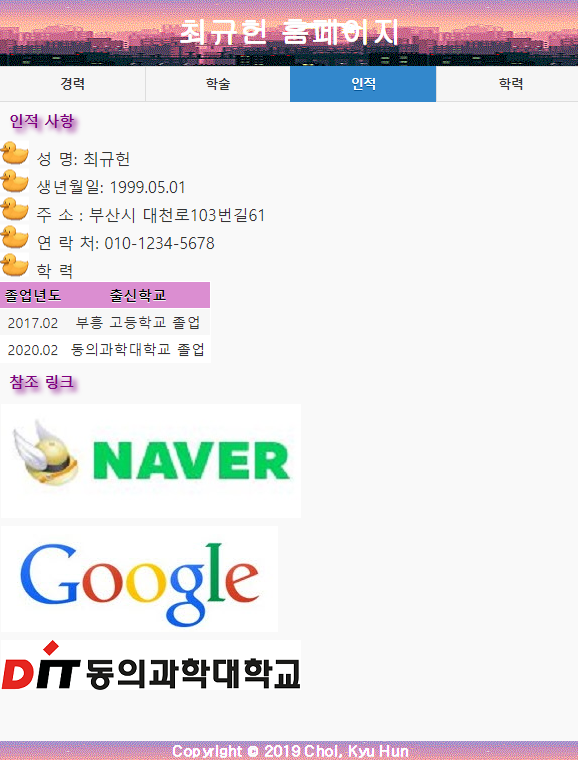 최규헌 홈페이지
경력 학술 인적 학력
인적 사항
성 명: 최규헌
생년월일: 1999.05.01
주 소 : 부산시 대천로103번길61
연 락 처: 010-1234-5678
학 력
졸업년도 출신학교
2017.02 부흥 고등학교 졸업
2020.02 동의과학대학교 졸업
참조 링크
NAVER
Google
DIT 동의과학대학교
Copyright © 2019 Choi, Kyu Hun